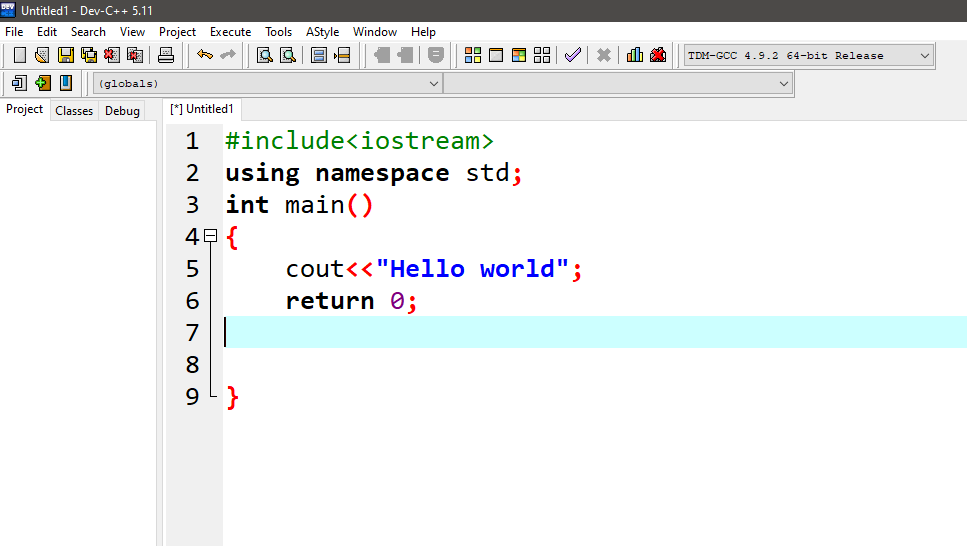 Untitled1 - Dev-C++ 5.11
File Edit Search View Project Execute Tools AStyle Window Help
TDM-GCC 4.9.2 64-bit Release
(globals)
Project Classes Debug [*] Untitled1
1 #include<iostream>
2 using namespace std;
3 int main()
4 {
5 cout<<"Hello world";
6 return 0;
7
8
9 }